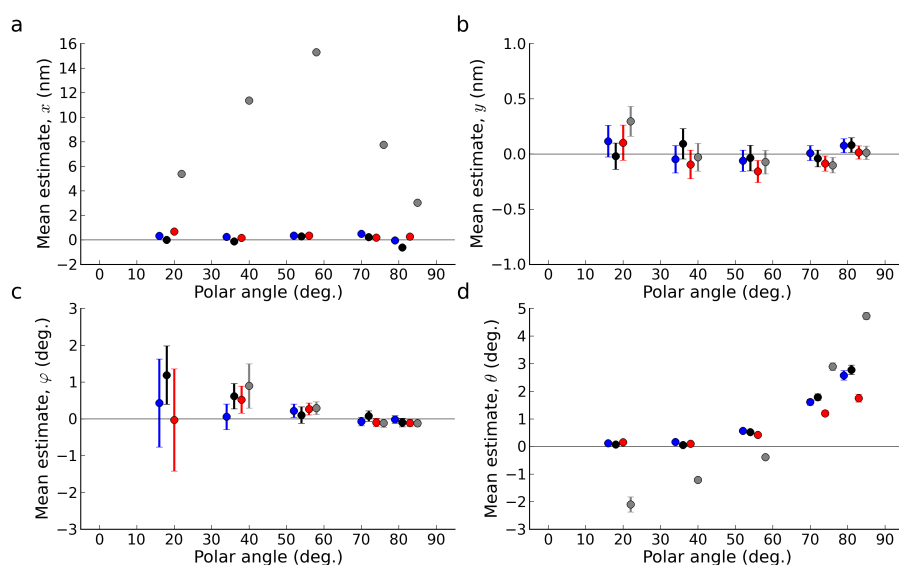 a
16
14
12
10
8
6
4
2
0
−2
Mean estimate, x (nm)
0 10 20 30 40 50 60 70 80 90
Polar angle (deg.)
b
1.0
0.5
0.0
−0.5
−1.0
Mean estimate, y (nm)
0 10 20 30 40 50 60 70 80 90
Polar angle (deg.)
c
3
2
1
0
−1
−2
−3
Mean estimate, φ (deg.)
0 10 20 30 40 50 60 70 80 90
Polar angle (deg.)
d
5
4
3
2
1
0
−1
−2
−3
Mean estimate, θ (deg.)
0 10 20 30 40 50 60 70 80 90
Polar angle (deg.)